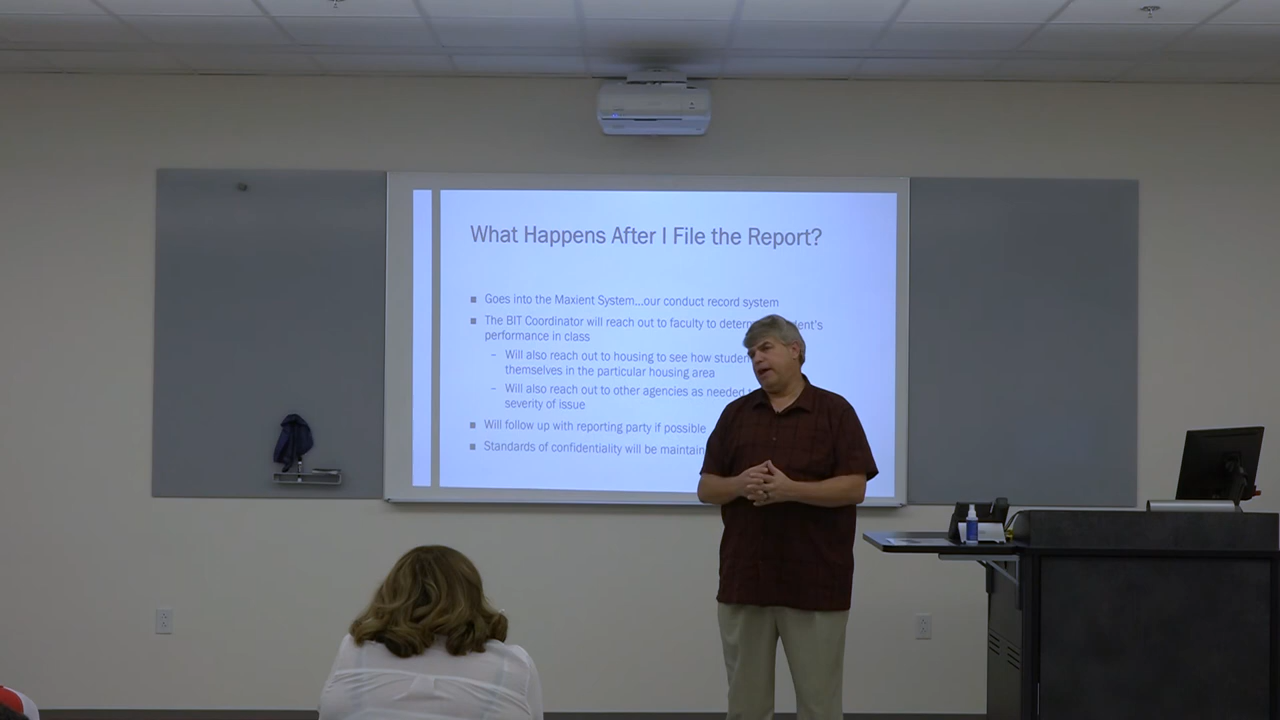 What Happens After I File the Report?
Goes into the Maxient System...our conduct record system
The BIT Coordinator will reach out to faculty to determ ent's
performance in class
– Will also reach out to housing to see how studen
themselves in the particular housing area
– Will also reach out to other agencies as needed
severity of issue
Will follow up with reporting party if possible
Standards of confidentiality will be maintain